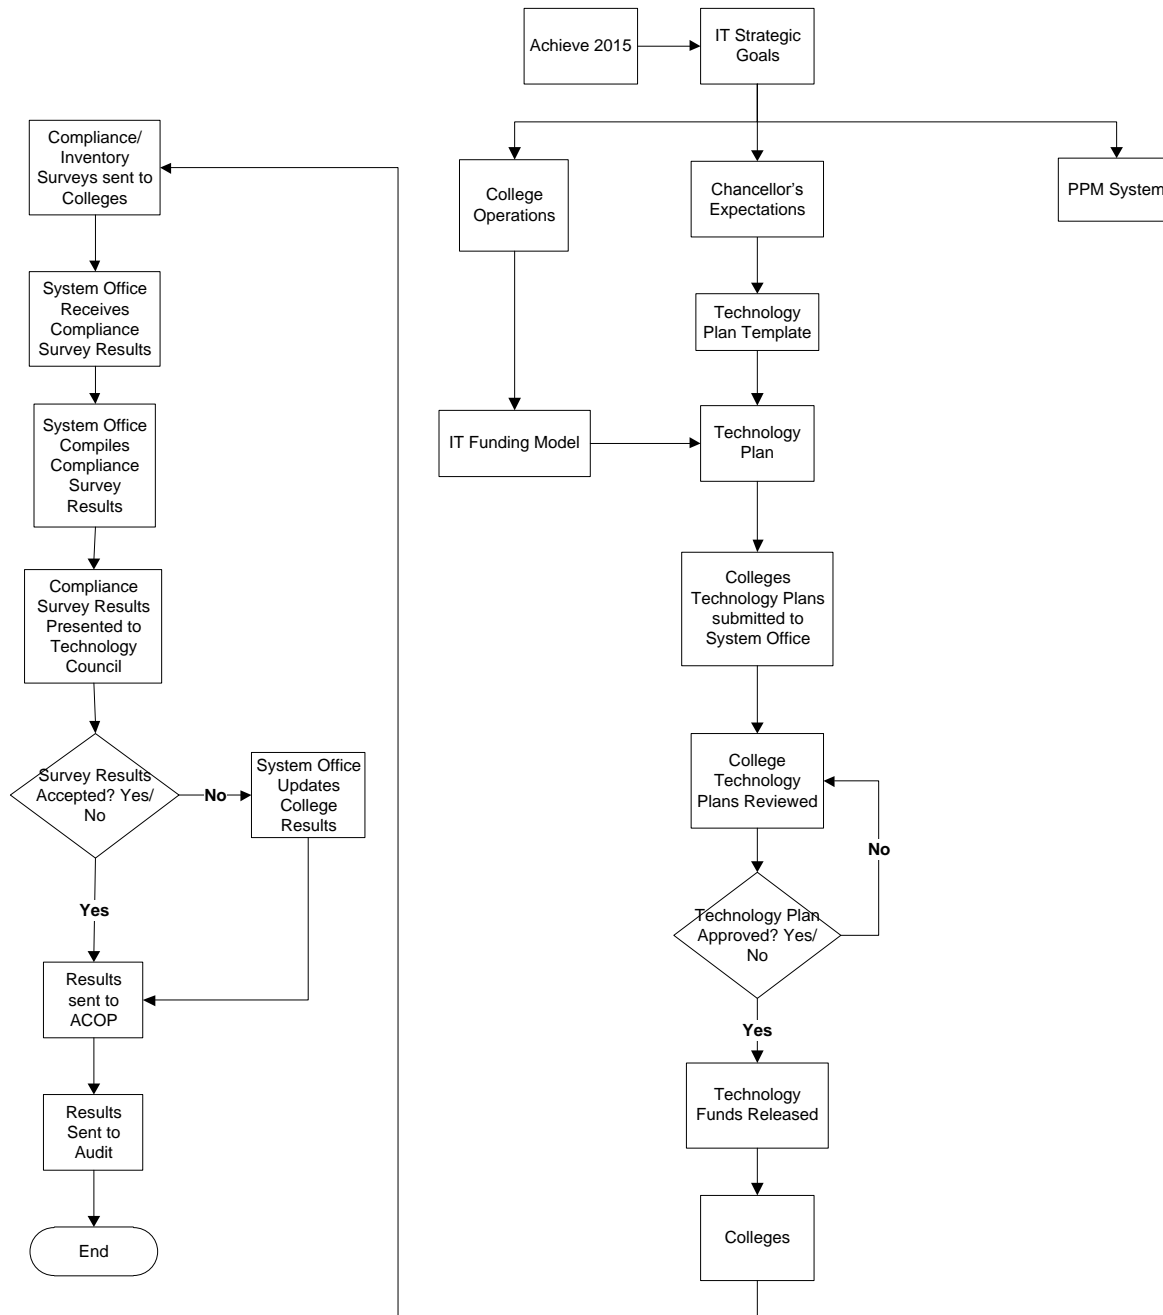 Achieve 2015
IT Strategic
Goals
Compliance/
Inventory
Surveys sent to
Colleges
College
Operations
Chancellor’s
Expectations
PPM System
System Office
Receives
Compliance
Survey Results
Technology
Plan Template
System Office
Compiles
Compliance
Survey
Results
IT Funding Model
Technology
Plan
Compliance
Survey Results
Presented to
Technology
Council
Colleges
Technology Plans
submitted to
System Office
Survey Results
Accepted? Yes/
No
No
System Office
Updates
College
Results
College
Technology
Plans Reviewed
No
Yes
Technology Plan
Approved? Yes/
No
Results
sent to
ACOP
Yes
Results
Sent to
Audit
Technology
Funds Released
End
Colleges